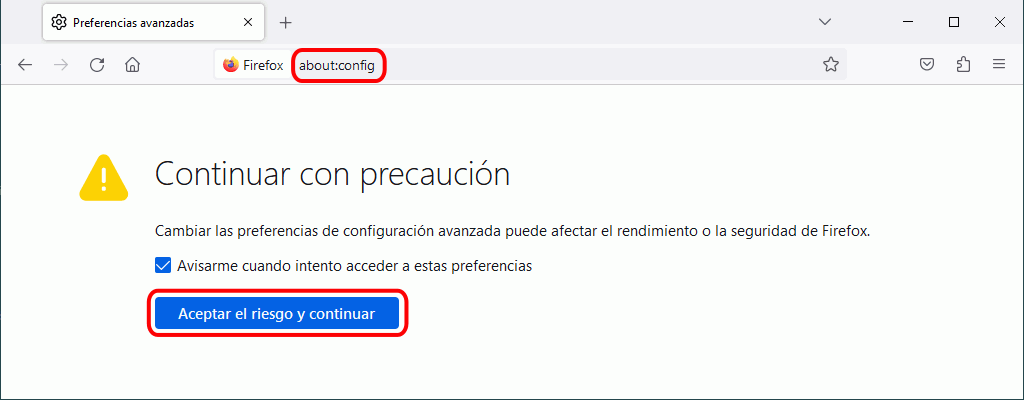 Preferencias avanzadas
Firefox about:config
Continuar con precaución
Cambiar las preferencias de configuración avanzada puede afectar el rendimiento o la seguridad de Firefox.
Avisarme cuando intento acceder a estas preferencias
Aceptar el riesgo y continuar